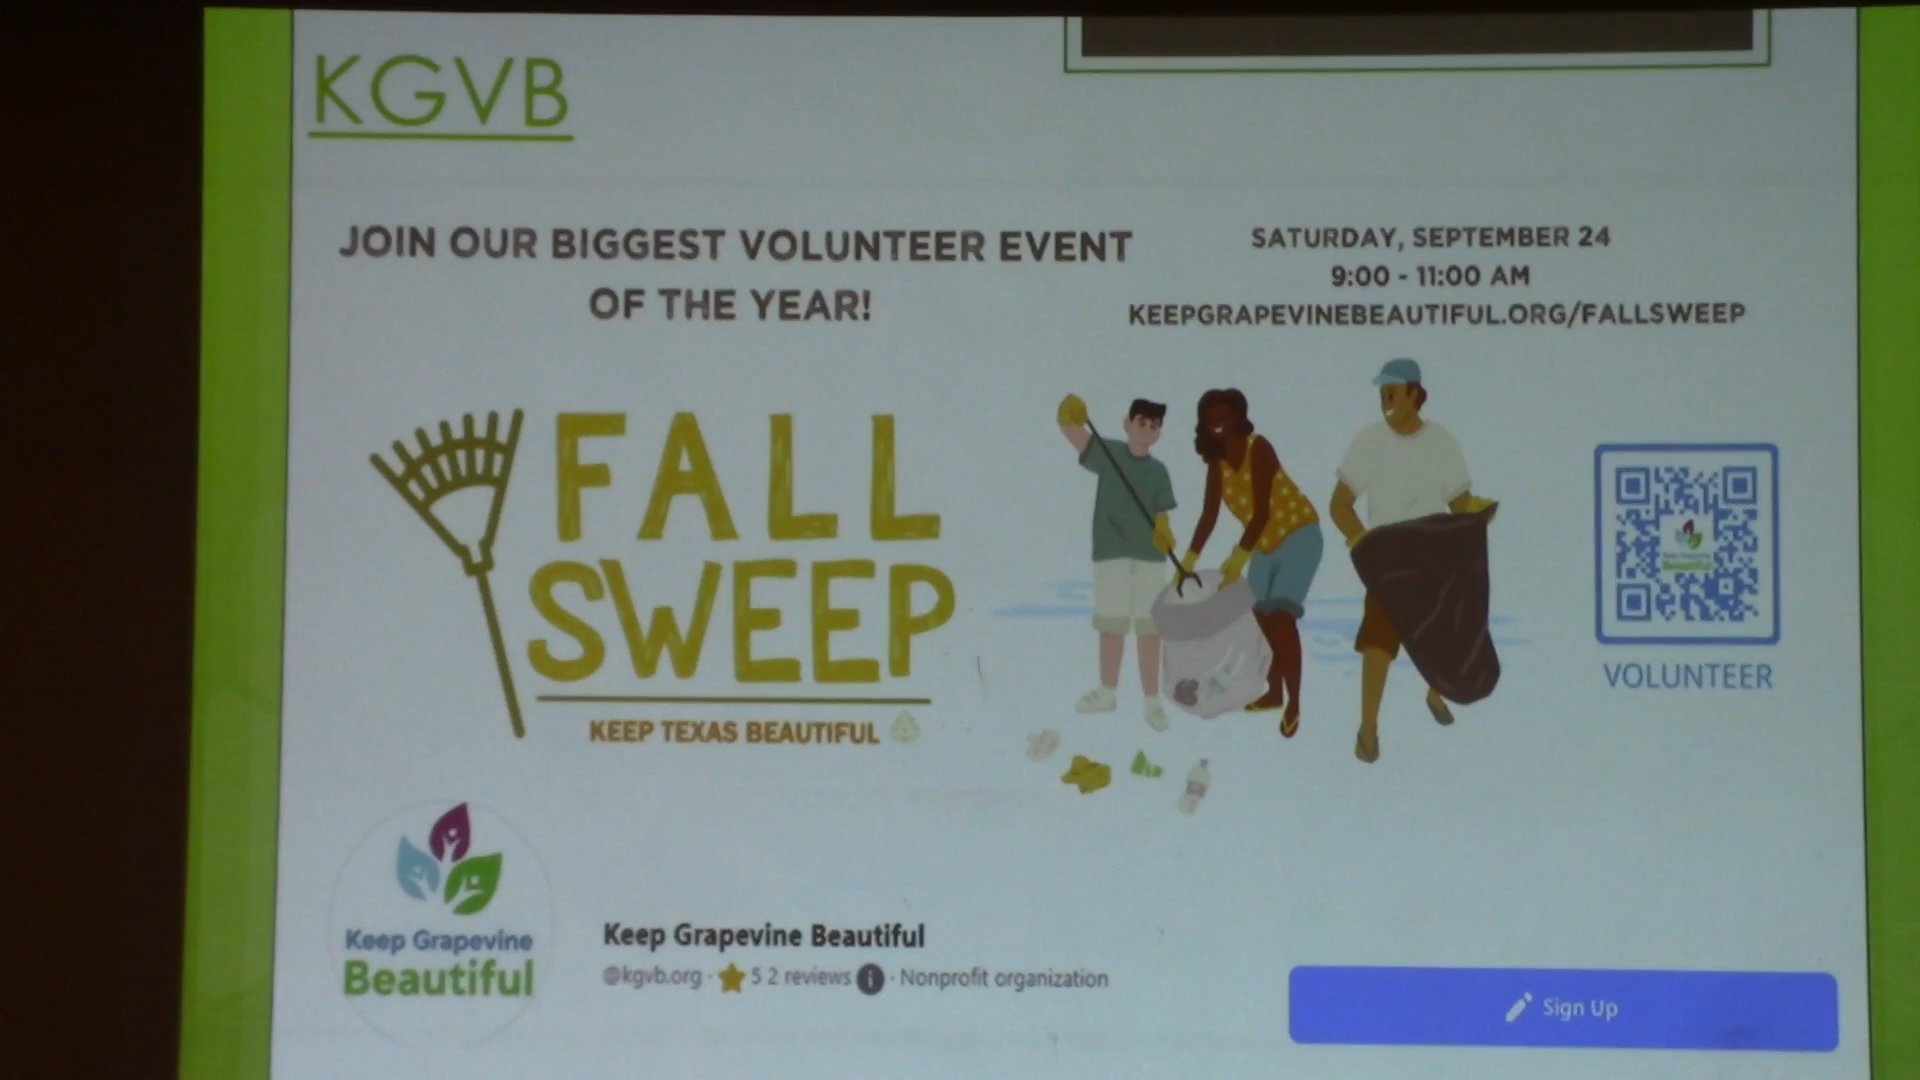 KGVB
JOIN OUR BIGGEST VOLUNTEER EVENT
OF THE YEAR!
SATURDAY, SEPTEMBER 24
9:00 - 11:00 AM
KEEPGRAPEVINEBEAUTIFUL.ORG/FALLSWEEP
FALL
SWEEP
KEEP TEXAS BEAUTIFUL
VOLUNTEER
Keep Grapevine
Beautiful
Keep Grapevine Beautiful
@kgvb.org · 5 2 reviews i · Nonprofit organization
Sign Up